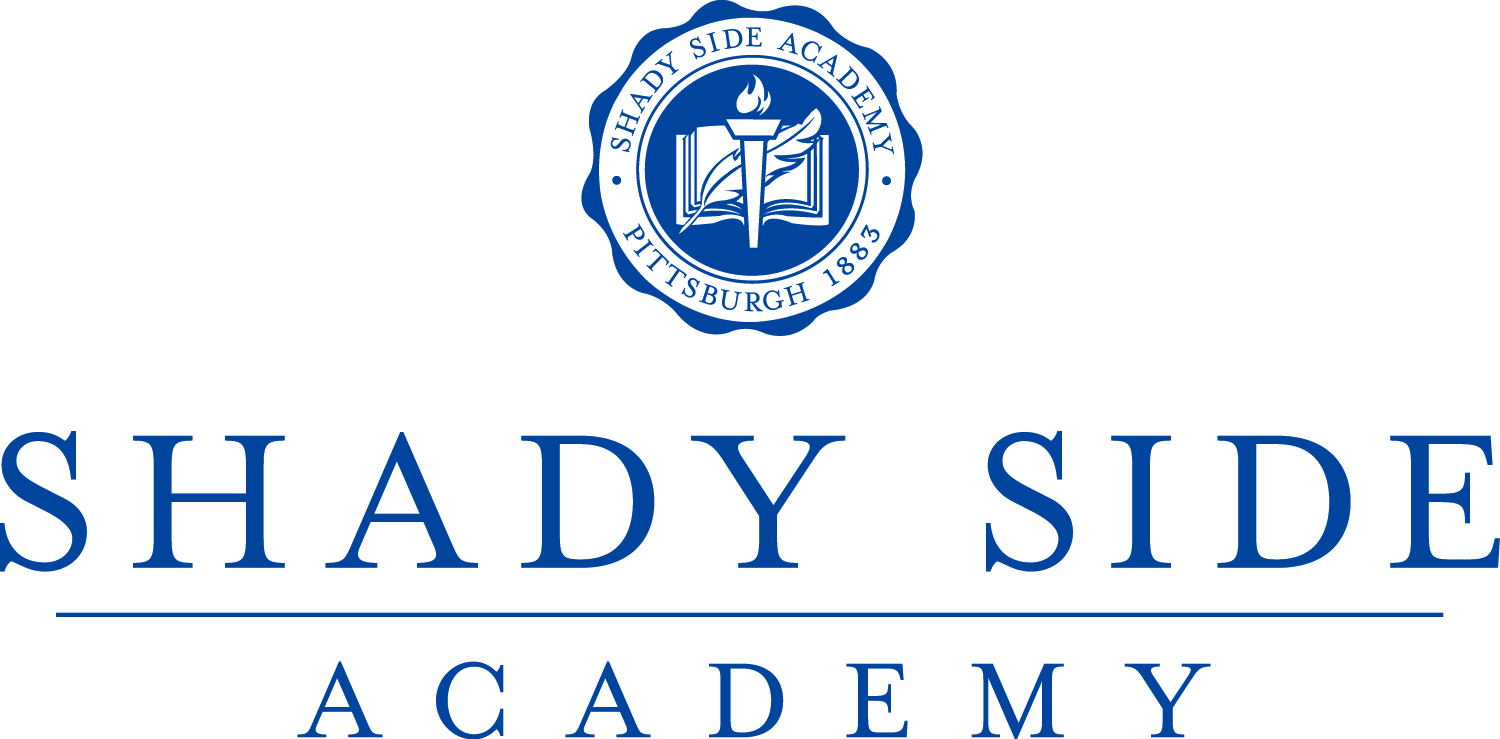 SHADY SIDE ACADEMY
• PITTSBURGH 1883 •
SHADY SIDE
ACADEMY